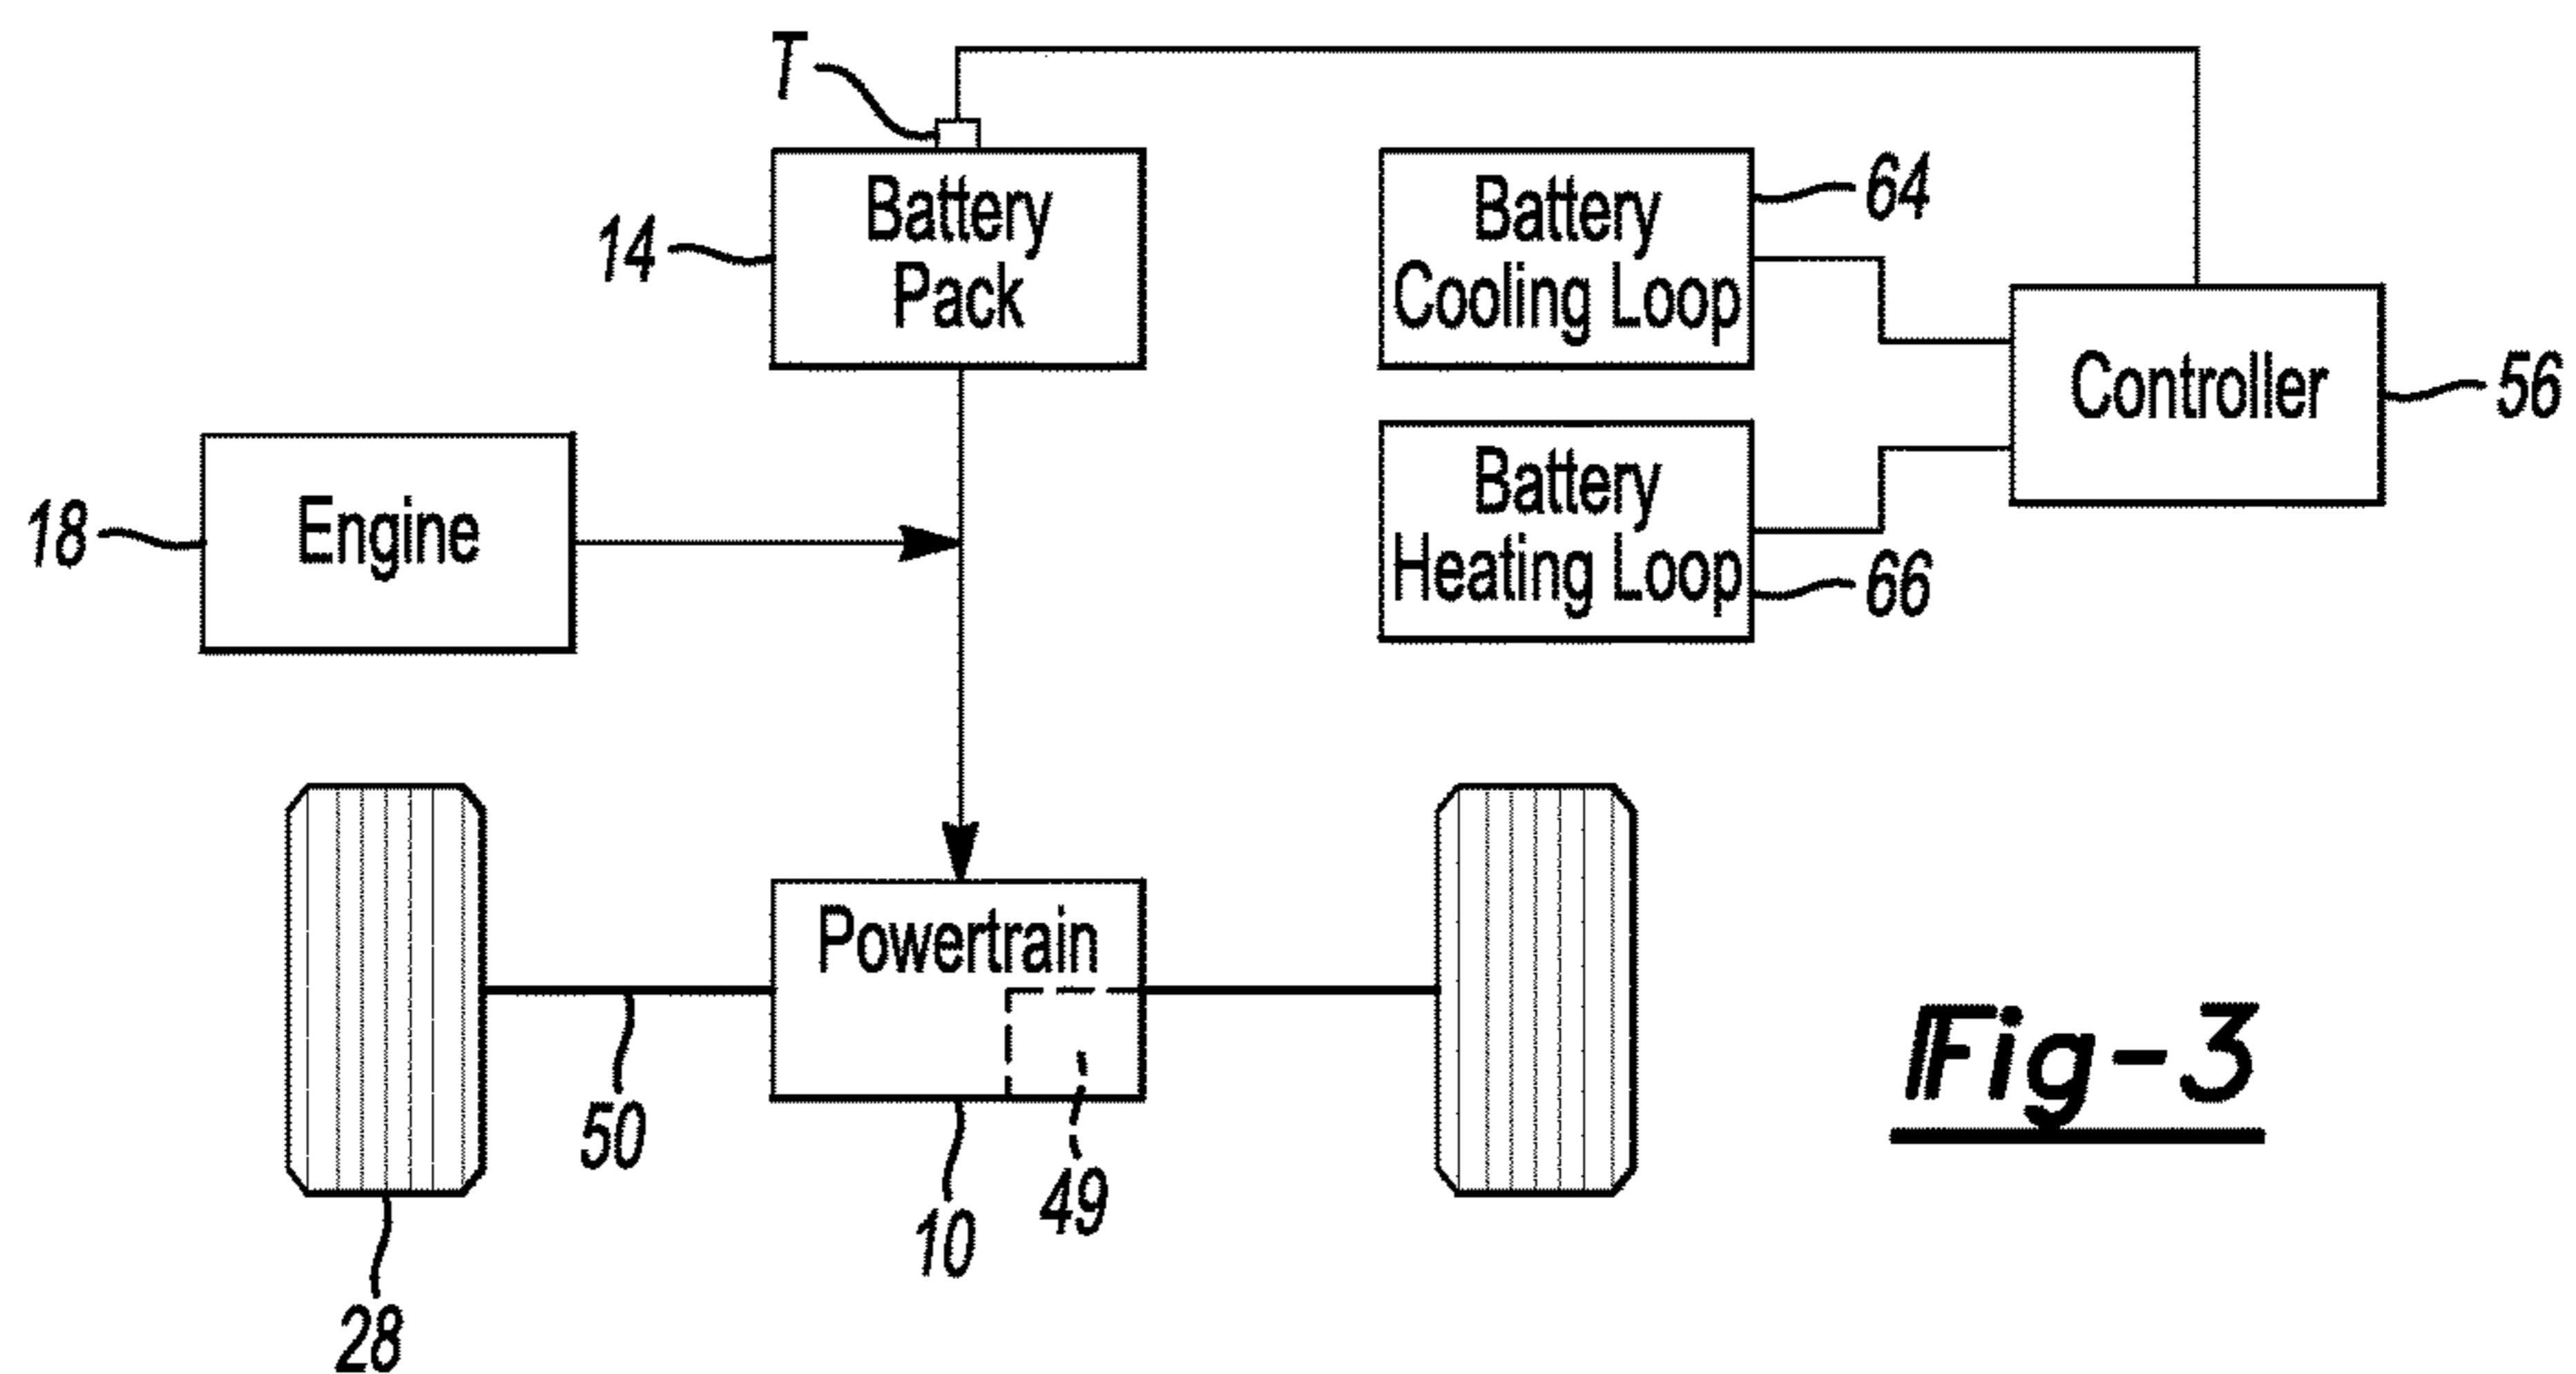 T
Battery
Pack
14
Battery
Cooling Loop
64
Controller
56
Engine
18
Battery
Heating Loop
66
Powertrain
50
49
10
28
Fig-3